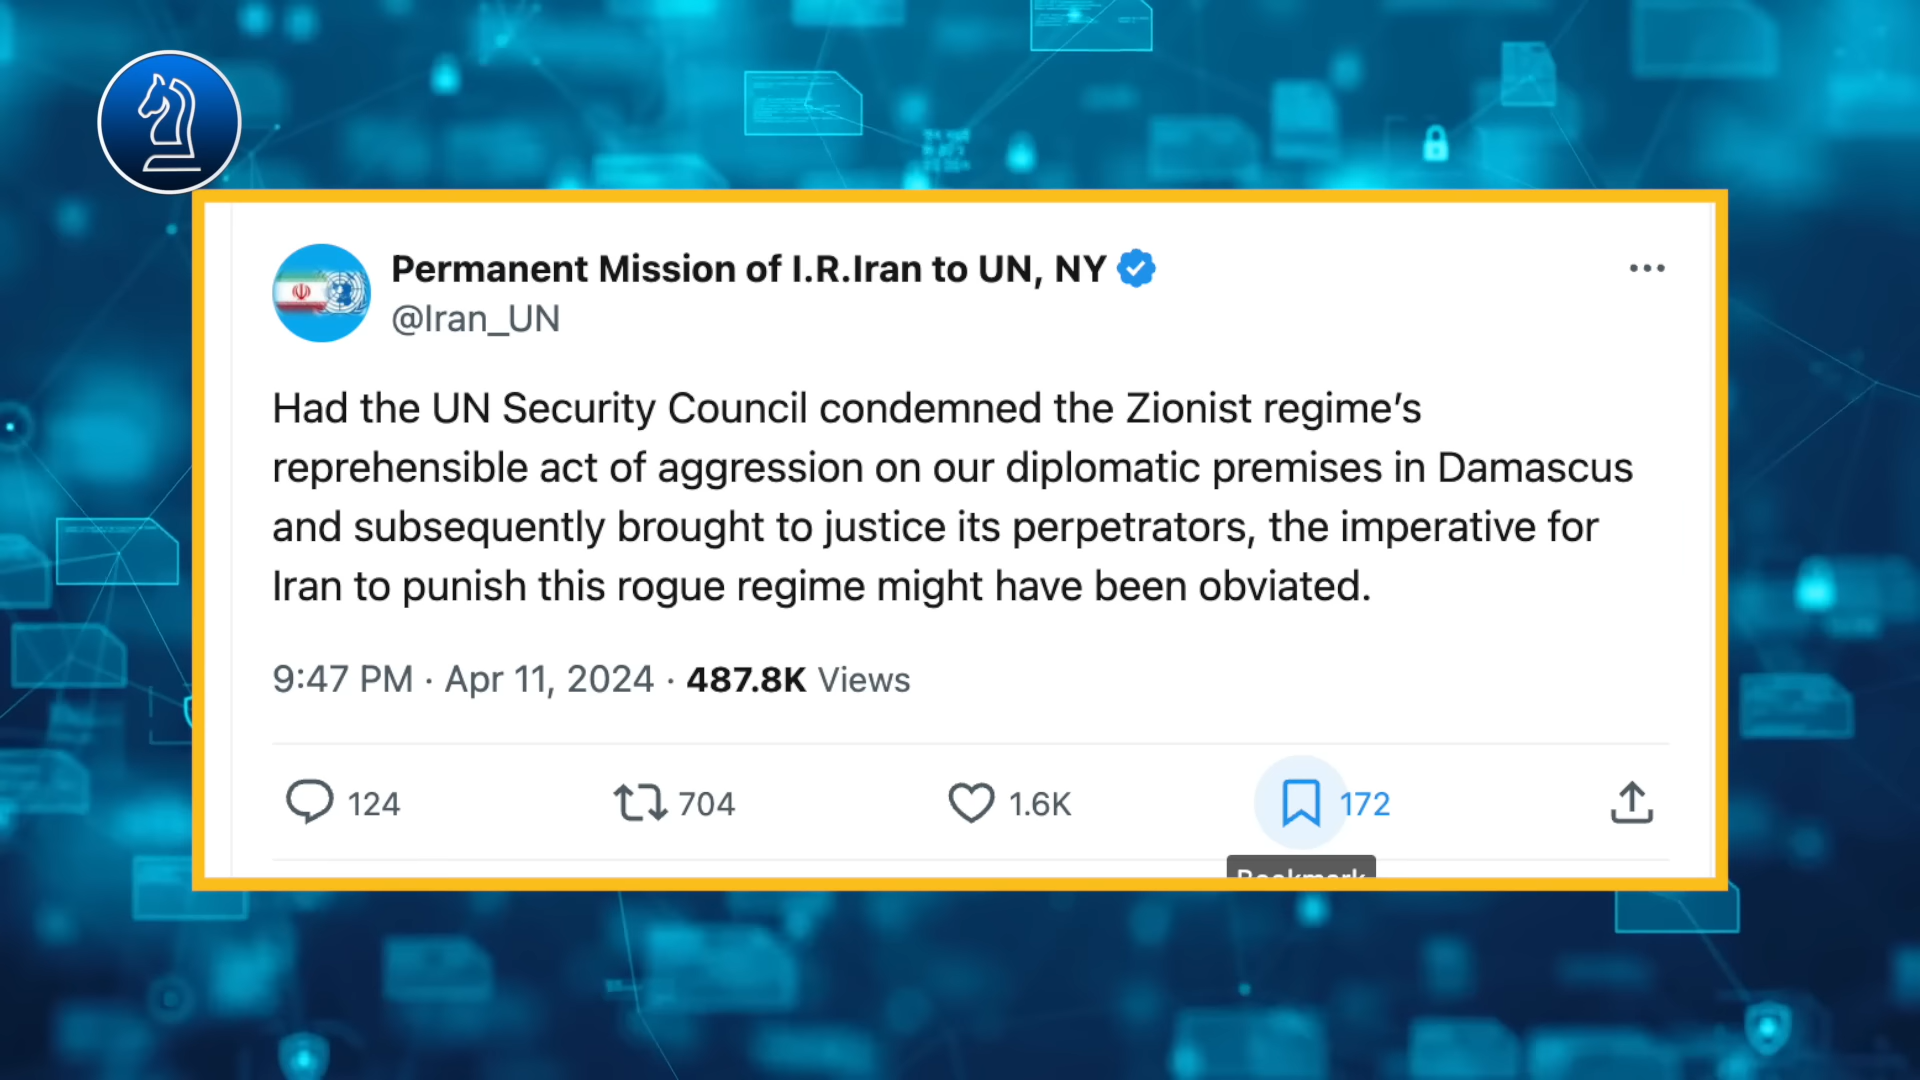 Permanent Mission of I.R.Iran to UN, NY
@Iran_UN
Had the UN Security Council condemned the Zionist regime’s
reprehensible act of aggression on our diplomatic premises in Damascus
and subsequently brought to justice its perpetrators, the imperative for
Iran to punish this rogue regime might have been obviated.
9:47 PM · Apr 11, 2024 · 487.8K Views
124 704 1.6K 172
Bookmark